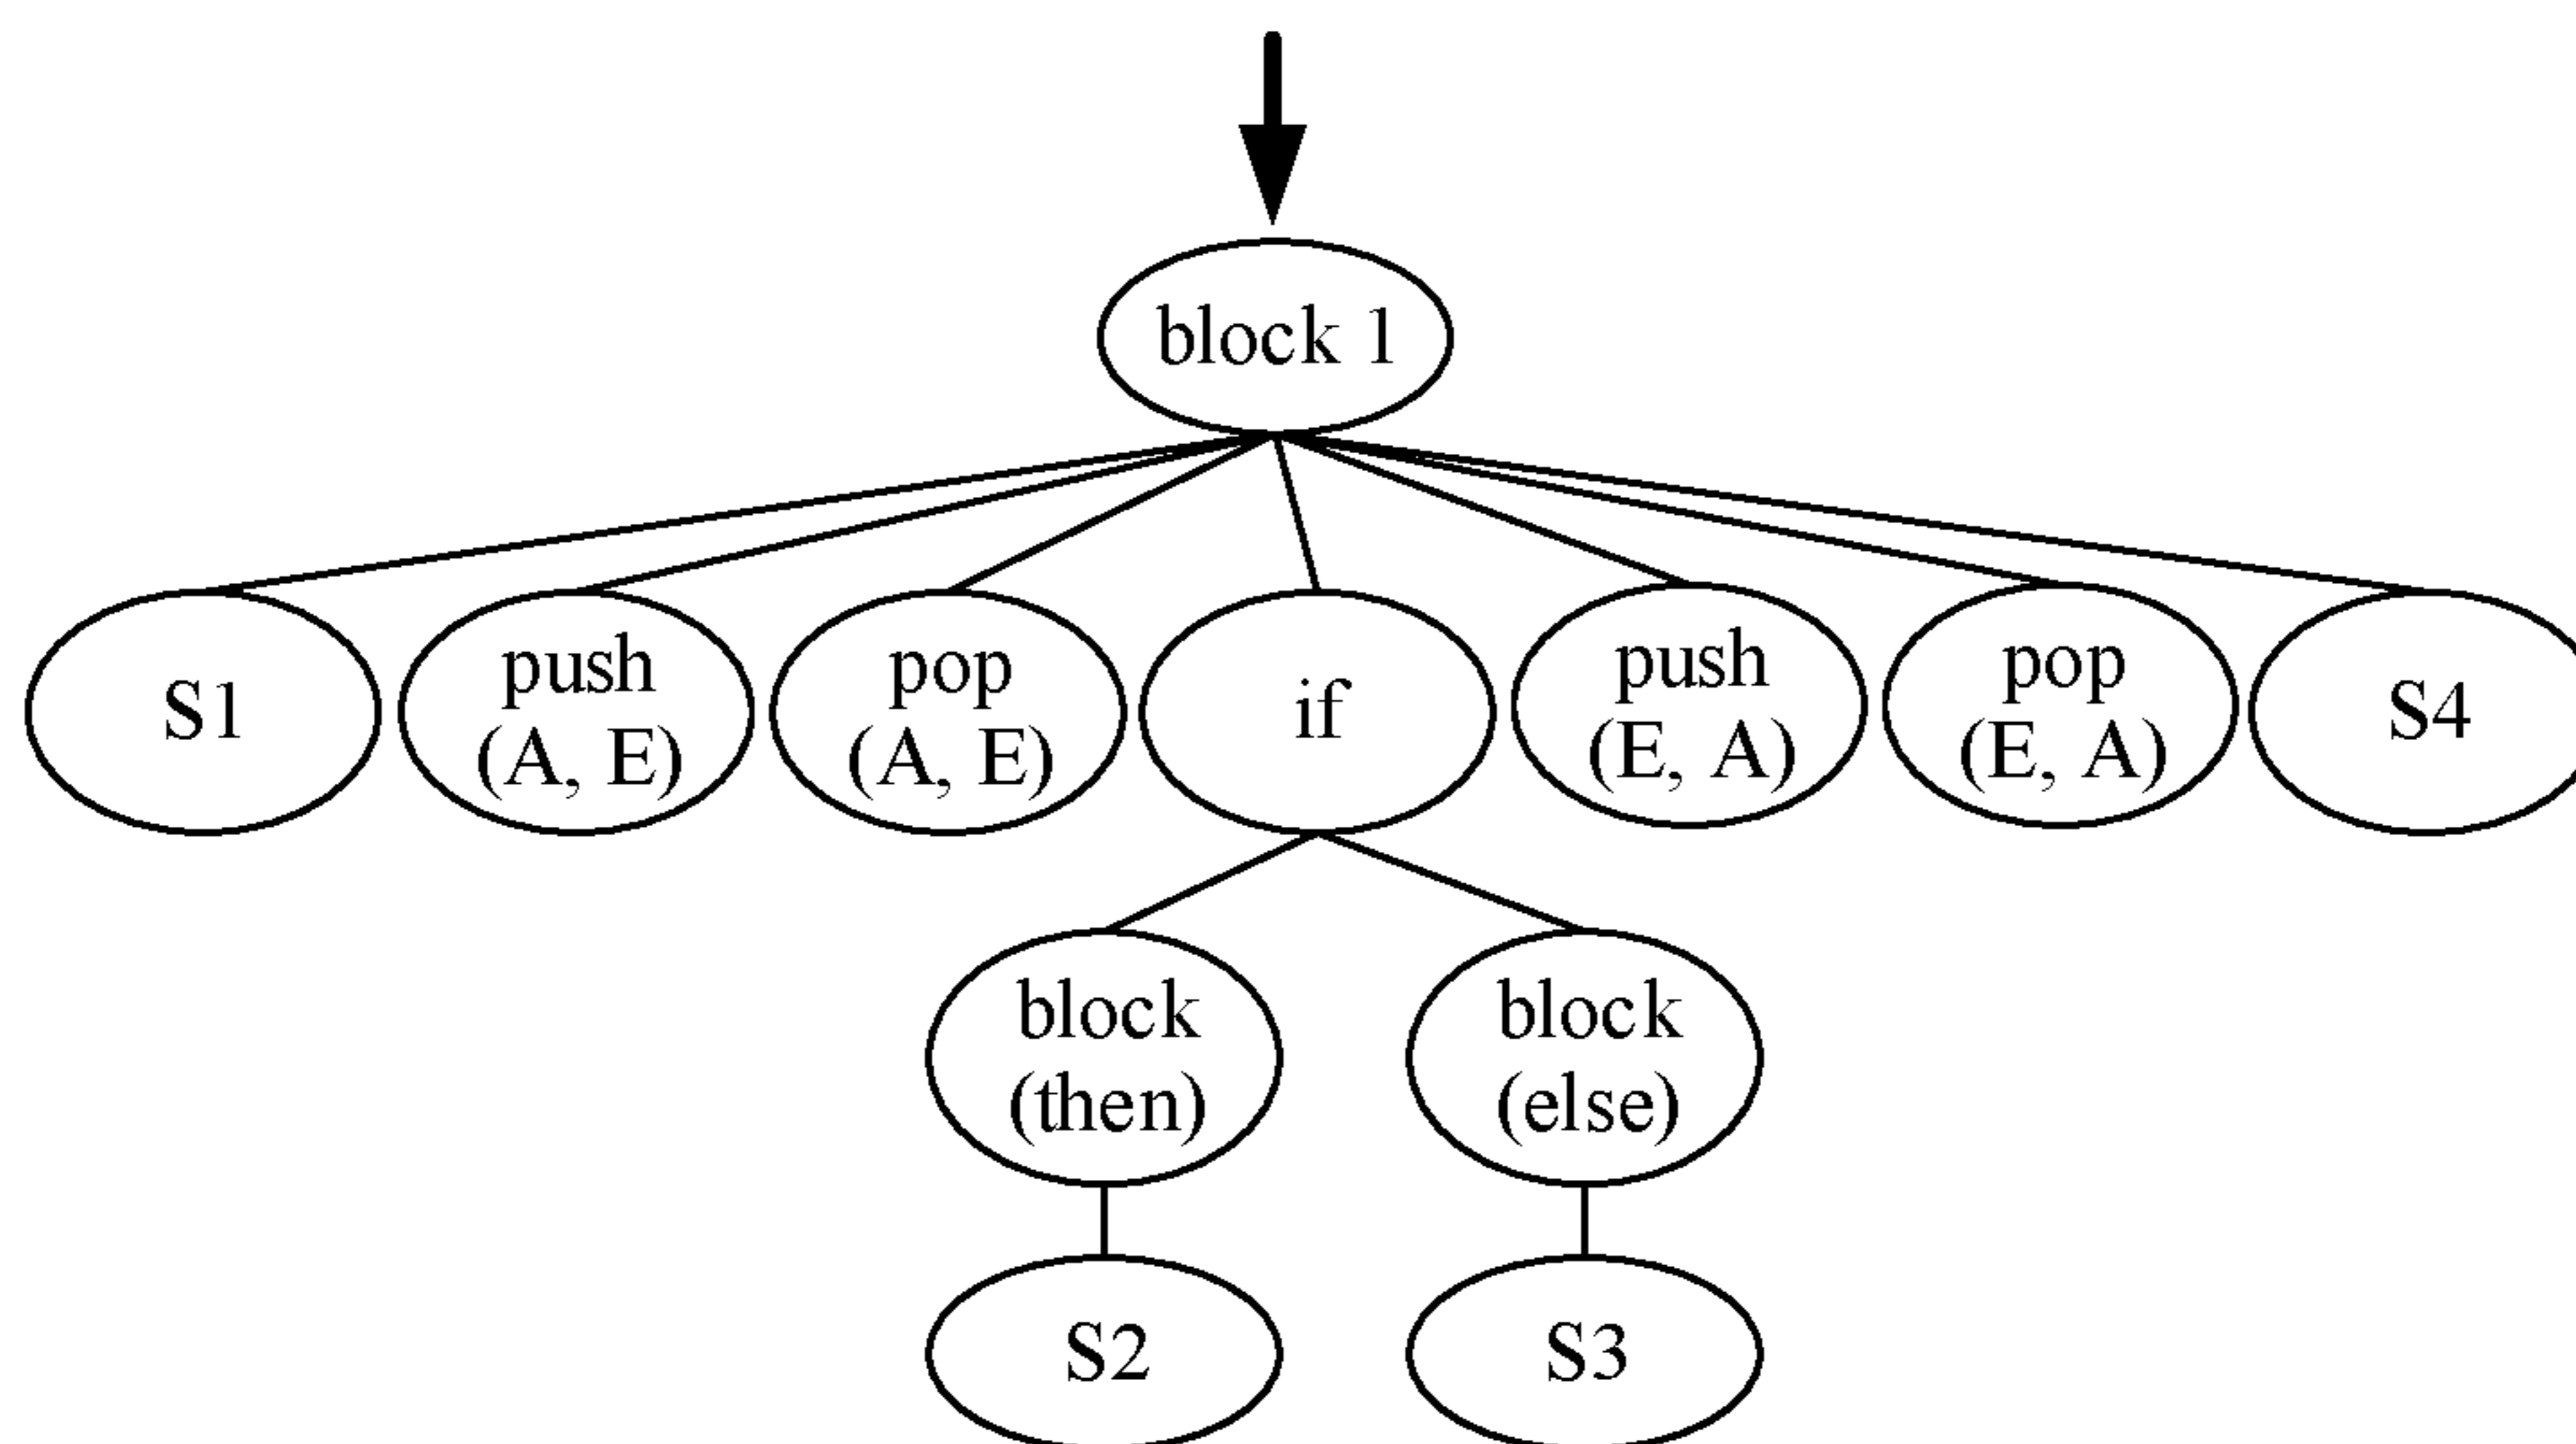 block 1
S1
push
(A, E)
pop
(A, E)
if
push
(E, A)
pop
(E, A)
S4
block
(then)
block
(else)
S2
S3